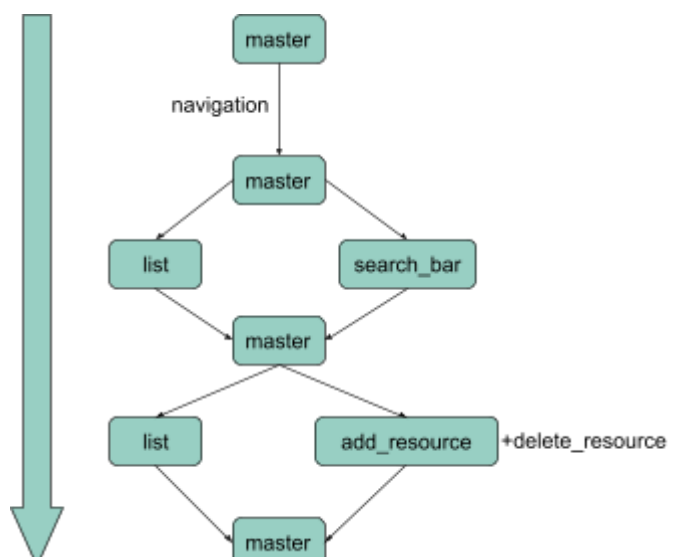 master
navigation
master
list
search_bar
master
list
add_resource
+delete_resource
master